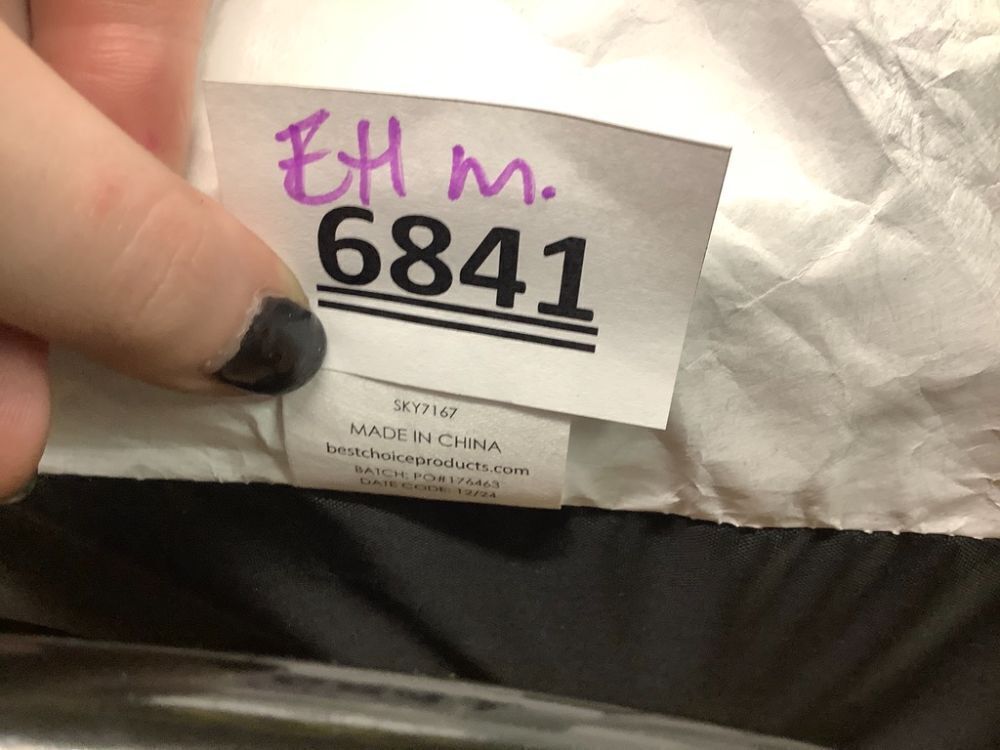 EH m.
6841
SKY7167
MADE IN CHINA
bestchoiceproducts.com
BATCH: PO#176463
DATE CODE: 12/24